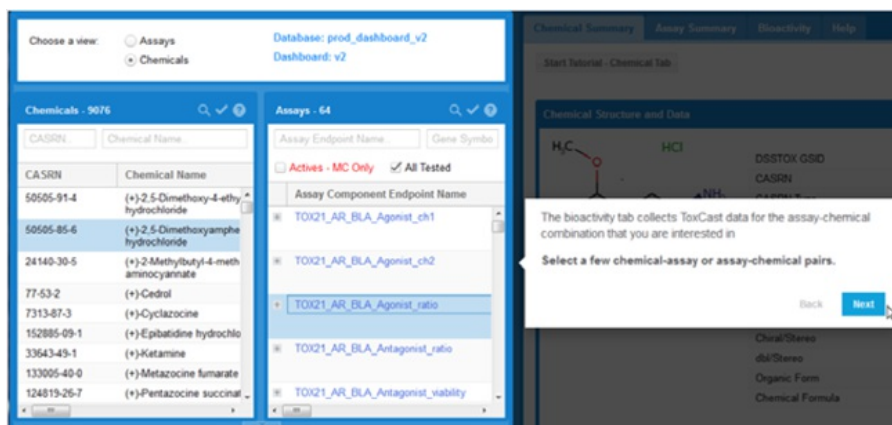 Choose a view:
Assays
Chemicals
Database: prod_dashboard_v2
Dashboard: v2
Chemicals - 9076
CASRN..
Chemical Name..
CASRN Chemical Name
50505-91-4 (+)-2,5-Dimethoxy-4-ethy
hydrochloride
50505-85-6 (+)-2,5-Dimethoxyamphe
hydrochloride
24140-30-5 (+)-2-Methylbutyl-4-meth
aminocyannate
77-53-2 (+)-Cedrol
7313-87-3 (+)-Cyclazocine
152885-09-1 (+)-Epibatidine hydrochlo
33643-49-1 (+)-Ketamine
133005-40-0 (+)-Metazocine fumarate
124819-26-7 (+)-Pentazocine succinat
Assays - 64
Assay Endpoint Name..
Gene Symbo
Actives - MC Only All Tested
Assay Component Endpoint Name
TOX21_AR_BLA_Agonist_ch1
TOX21_AR_BLA_Agonist_ch2
TOX21_AR_BLA_Agonist_ratio
TOX21_AR_BLA_Antagonist_ratio
TOX21_AR_BLA_Antagonist_viability
Chemical Summary Assay Summary Bioactivity Help
Start Tutorial - Chemical Tab
Chemical Structure and Data
H₃C
O
HCl
NH₂
DSSTOX GSID
CASRN
CASRN Type
The bioactivity tab collects ToxCast data for the assay-chemical
combination that you are interested in
Select a few chemical-assay or assay-chemical pairs.
Back Next
Chiral/Stereo
dbl/Stereo
Organic Form
Chemical Formula